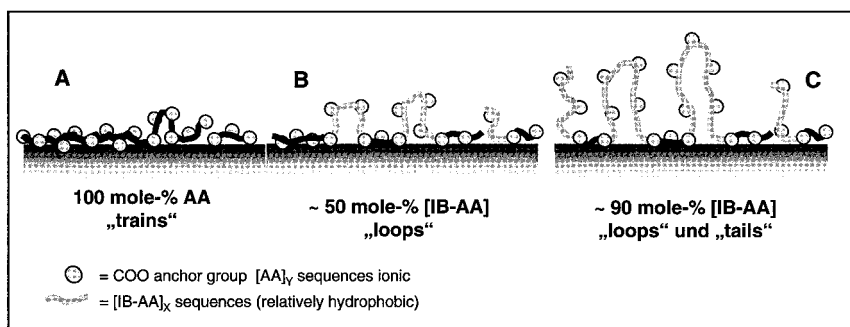 A
B
C
100 mole-% AA
„trains“
~ 50 mole-% [IB-AA]
„loops“
~ 90 mole-% [IB-AA]
„loops“ und „tails“
= COO anchor group [AA]Y sequences ionic
= [IB-AA]X sequences (relatively hydrophobic)